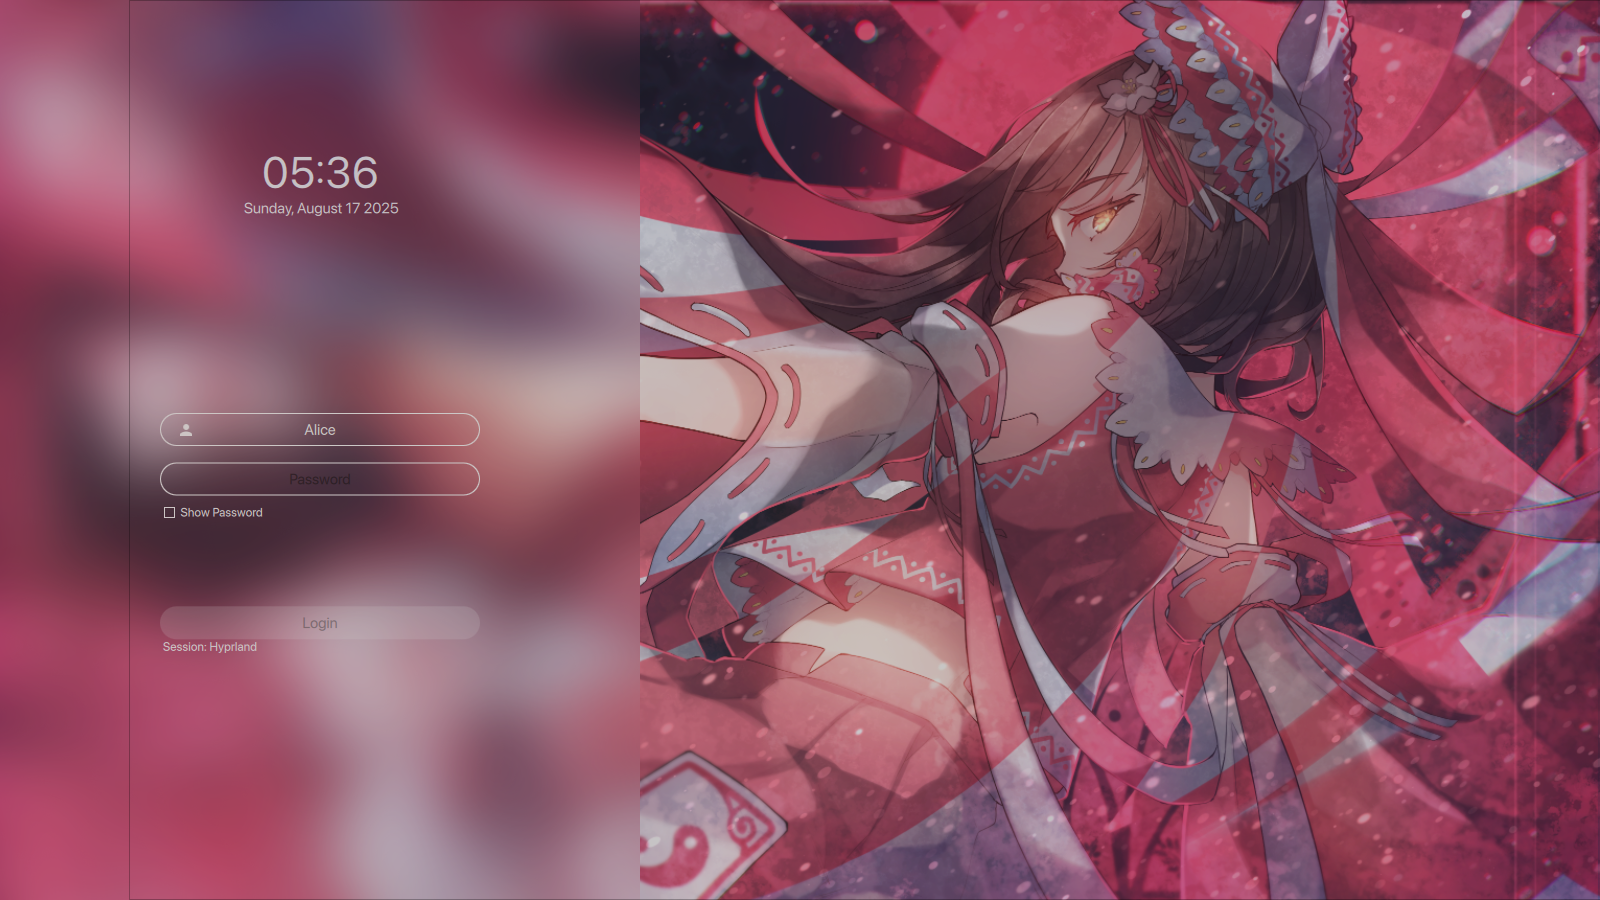 05:36
Sunday, August 17 2025
Alice
Password
Show Password
Login
Session: Hyprland